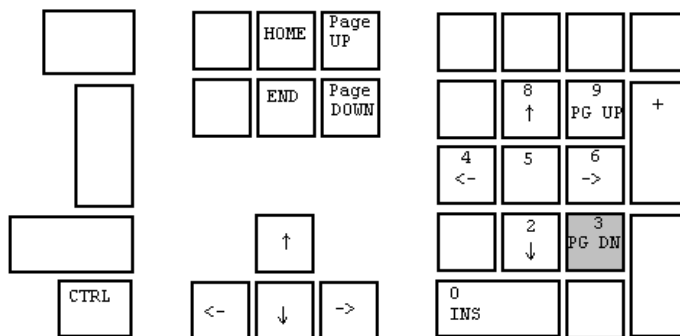 HOME
Page
UP
END
Page
DOWN
8
↑
9
PG UP
+
4
<-
5
6
->
↑
2
↓
3
PG DN
CTRL
<-
↓
->
0
INS